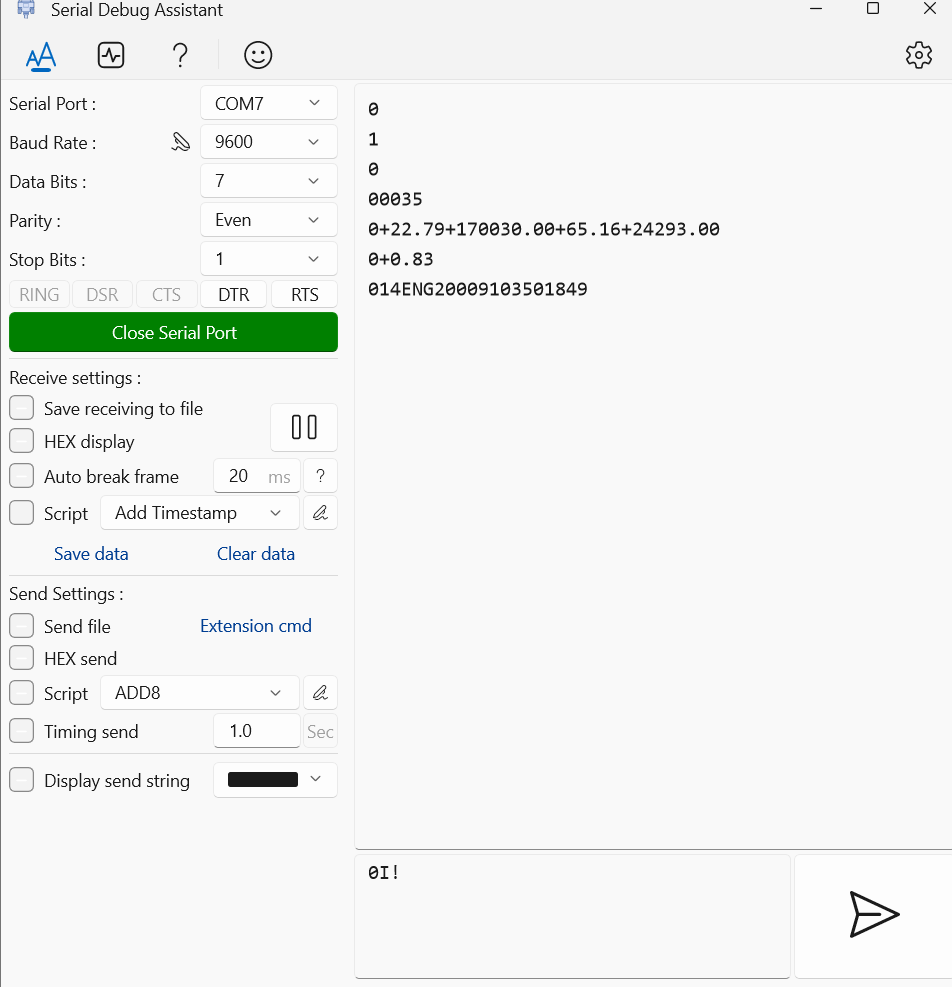 Serial Debug Assistant
AA
?
Serial Port :
COM7
Baud Rate :
9600
Data Bits :
7
Parity :
Even
Stop Bits :
1
RING DSR CTS DTR RTS
Close Serial Port
Receive settings :
Save receiving to file
HEX display
Auto break frame
20 ms ?
Script
Add Timestamp
Save data
Clear data
Send Settings :
Send file
Extension cmd
HEX send
Script
ADD8
Timing send
1.0 Sec
Display send string
0
1
0
00035
0+22.79+170030.00+65.16+24293.00
0+0.83
014ENG20009103501849
0I!